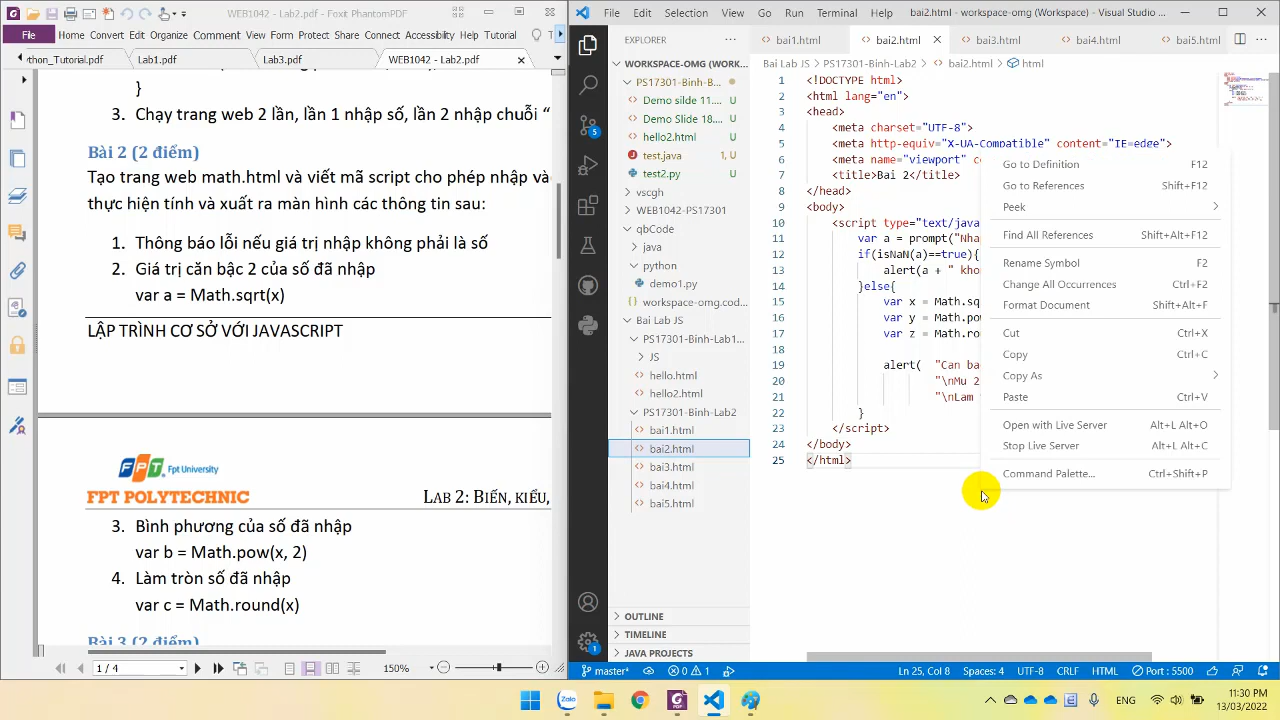 WEB1042 - Lab2.pdf - Foxit PhantomPDF
File Home Convert Edit Organize Comment View Form Protect Share Connect Accessibility Help Tutorial
ython_Tutorial.pdf Lab1.pdf Lab3.pdf WEB1042 - Lab2.pdf
}
3. Chạy trang web 2 lần, lần 1 nhập số, lần 2 nhập chuỗi "
Bài 2 (2 điểm)
Tạo trang web math.html và viết mã script cho phép nhập và
thực hiện tính và xuất ra màn hình các thông tin sau:
1. Thông báo lỗi nếu giá trị nhập không phải là số
2. Giá trị căn bậc 2 của số đã nhập
var a = Math.sqrt(x)
LẬP TRÌNH CƠ SỞ VỚI JAVASCRIPT
FPT Fpt University
FPT POLYTECHNIC LAB 2: BIẾN, KIỂU,
3. Bình phương của số đã nhập
var b = Math.pow(x, 2)
4. Làm tròn số đã nhập
var c = Math.round(x)
Bài 3 (2 điểm)
1 / 4 150%
File Edit Selection View Go Run Terminal Help bai2.html - workspace-omg (Workspace) - Visual Studio ...
EXPLORER
WORKSPACE-OMG (WORK...
PS17301-Binh-B...
Demo silde 11.... U
Demo Slide 18.... U
hello2.html U
test.java 1, U
test2.py U
vscgh
WEB1042-PS17301
qbCode
java
python
demo1.py
workspace-omg.cod...
Bai Lab JS
PS17301-Binh-Lab1...
JS
hello.html
hello2.html
PS17301-Binh-Lab2
bai1.html
bai2.html
bai3.html
bai4.html
bai5.html
OUTLINE
TIMELINE
JAVA PROJECTS
5
1
bai1.html bai2.html bai3 bai4.html bai5.html
Bai Lab JS > PS17301-Binh-Lab2 > bai2.html > html
1 <!DOCTYPE html>
2 <html lang="en">
3 <head>
4 <meta charset="UTF-8">
5 <meta http-equiv="X-UA-Compatible" content="IE=edge">
6 <meta name="viewport" c
7 <title>Bai 2</title>
8 </head>
9 <body>
10 <script type="text/java
11 var a = prompt("Nha
12 if(isNaN(a)==true){
13 alert(a + " kho
14 }else{
15 var x = Math.sq
16 var y = Math.po
17 var z = Math.ro
18
19 alert( "Can ba
20 "\nMu 2
21 "\nLam
22 }
23 </script>
24 </body>
25 </html>
Go to Definition F12
Go to References Shift+F12
Peek
Find All References Shift+Alt+F12
Rename Symbol F2
Change All Occurrences Ctrl+F2
Format Document Shift+Alt+F
Cut Ctrl+X
Copy Ctrl+C
Copy As
Paste Ctrl+V
Open with Live Server Alt+L Alt+O
Stop Live Server Alt+L Alt+C
Command Palette... Ctrl+Shift+P
master* 0 1 Ln 25, Col 8 Spaces: 4 UTF-8 CRLF HTML Port : 5500
Zalo
ENG
11:30 PM
13/03/2022